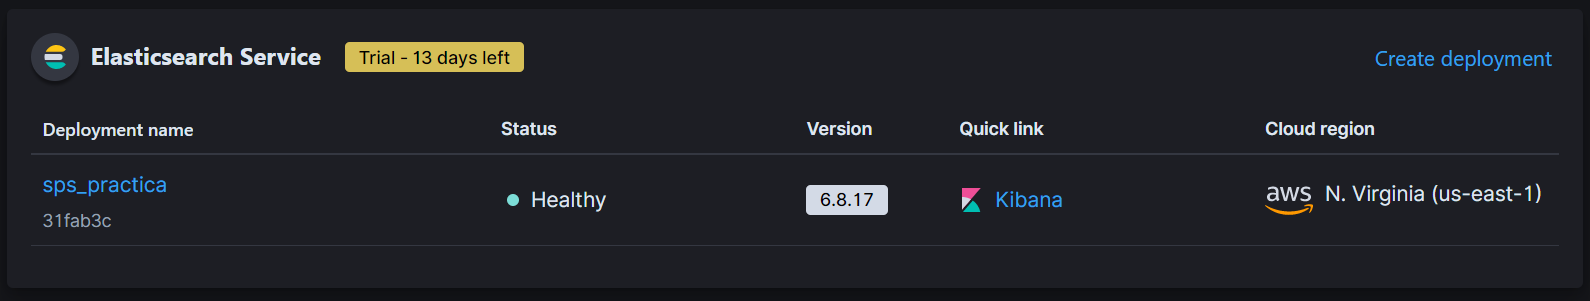 Elasticsearch Service
Trial - 13 days left
Create deployment
Deployment name Status Version Quick link Cloud region
sps_practica Healthy 6.8.17 Kibana aws N. Virginia (us-east-1)
31fab3c